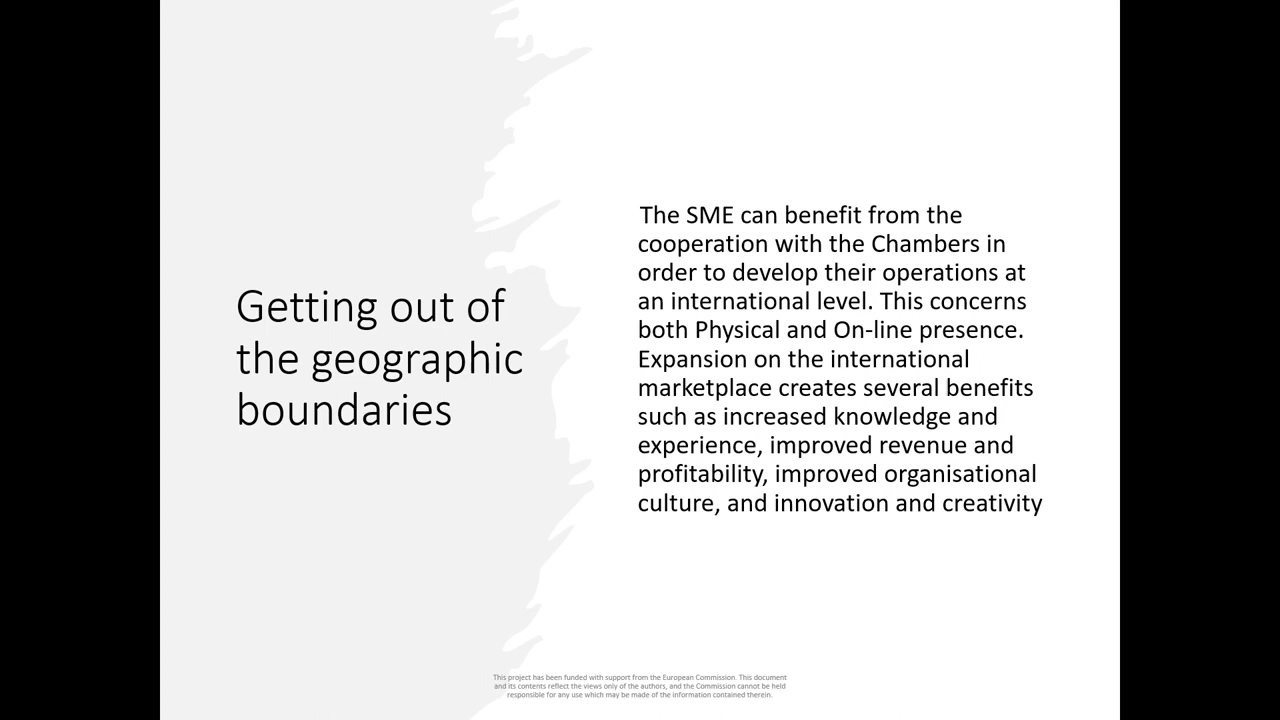 Getting out of
the geographic
boundaries
The SME can benefit from the
cooperation with the Chambers in
order to develop their operations at
an international level. This concerns
both Physical and On-line presence.
Expansion on the international
marketplace creates several benefits
such as increased knowledge and
experience, improved revenue and
profitability, improved organisational
culture, and innovation and creativity
This project has been funded with support from the European Commission. This document
and its contents reflect the views only of the authors, and the Commission cannot be held
responsible for any use which may be made of the information contained therein.